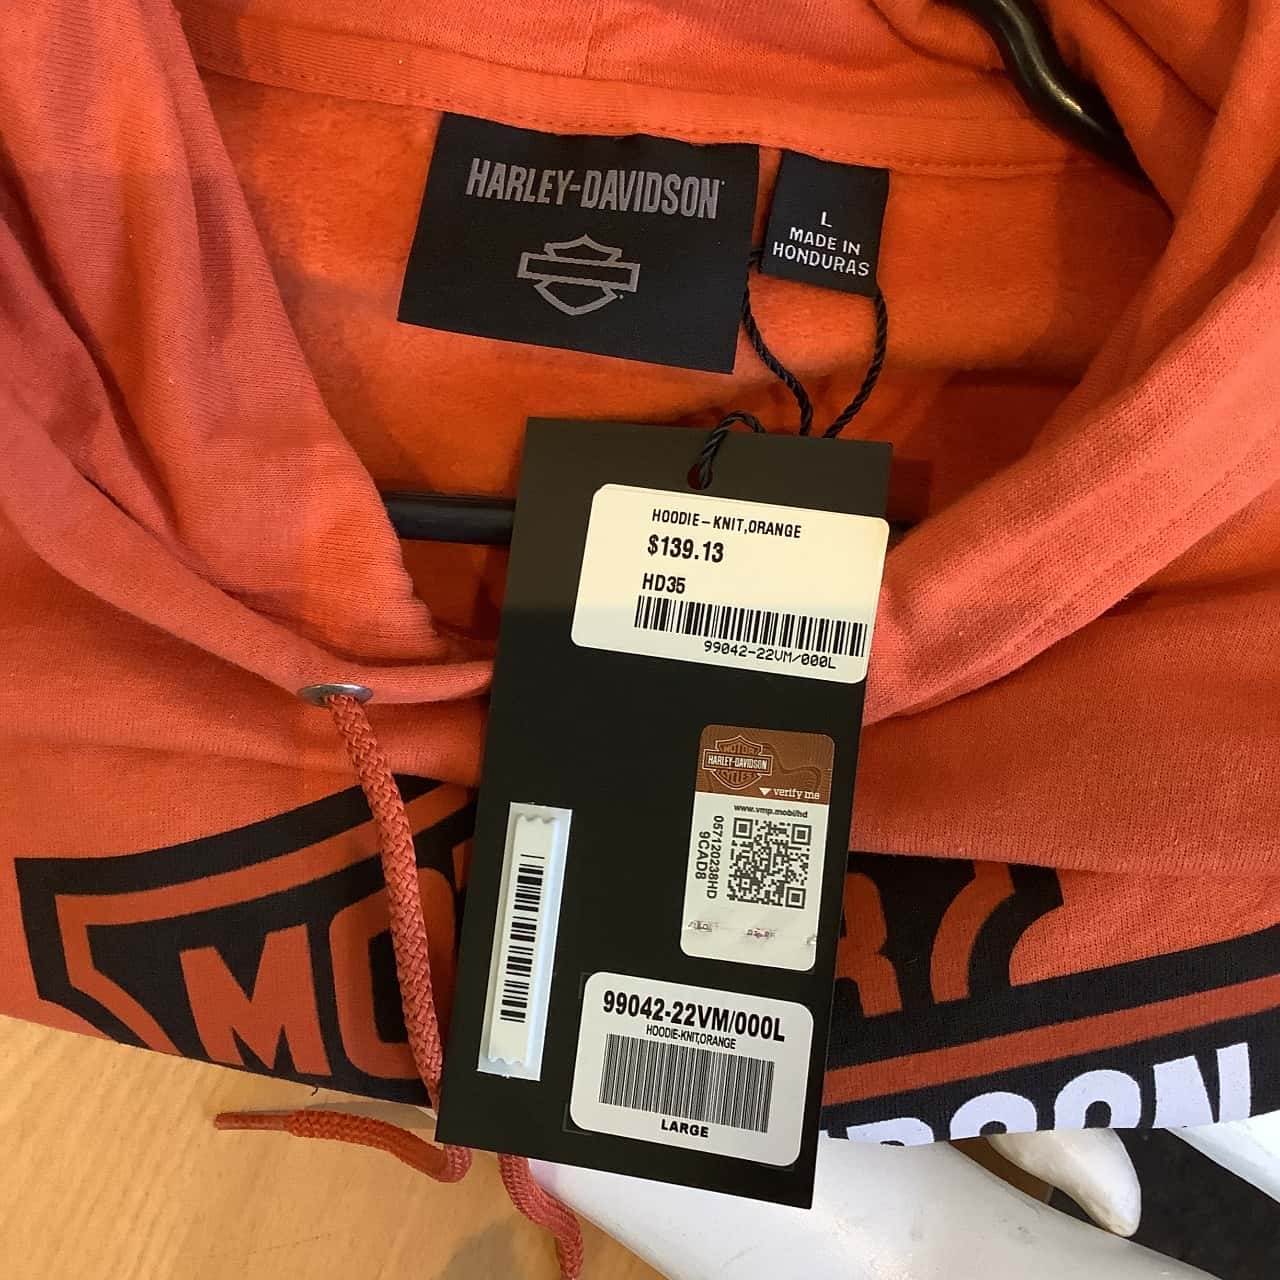 HARLEY-DAVIDSON
L
MADE IN
HONDURAS
HOODIE – KNIT,ORANGE
$139.13
HD35
99042-22VM/000L
MOTOR
HARLEY-DAVIDSON
CYCLES
verify me
www.vmp.mobi/hd
057120238HD
9CAD8
99042-22VM/000L
HOODIE-KNIT,ORANGE
LARGE